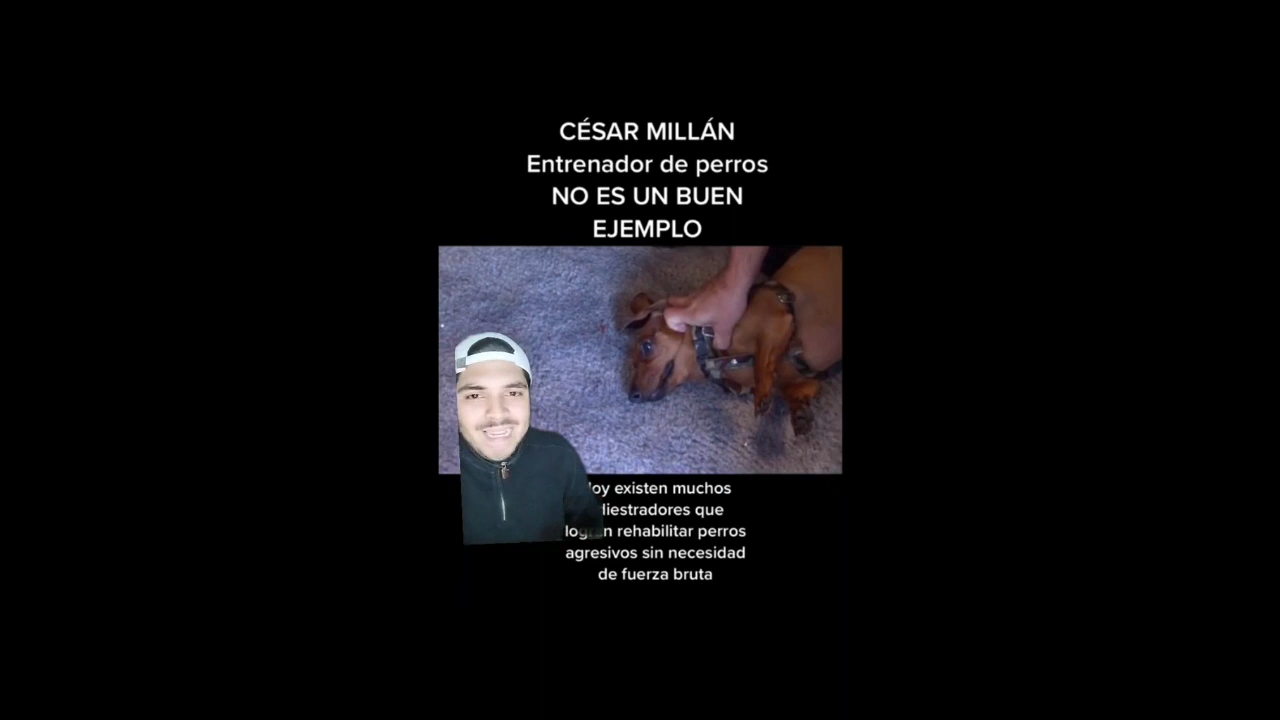 CÉSAR MILLÁN
Entrenador de perros
NO ES UN BUEN
EJEMPLO
existen muchos
que
rehabilitar perros
agresivos sin necesidad
de fuerza bruta